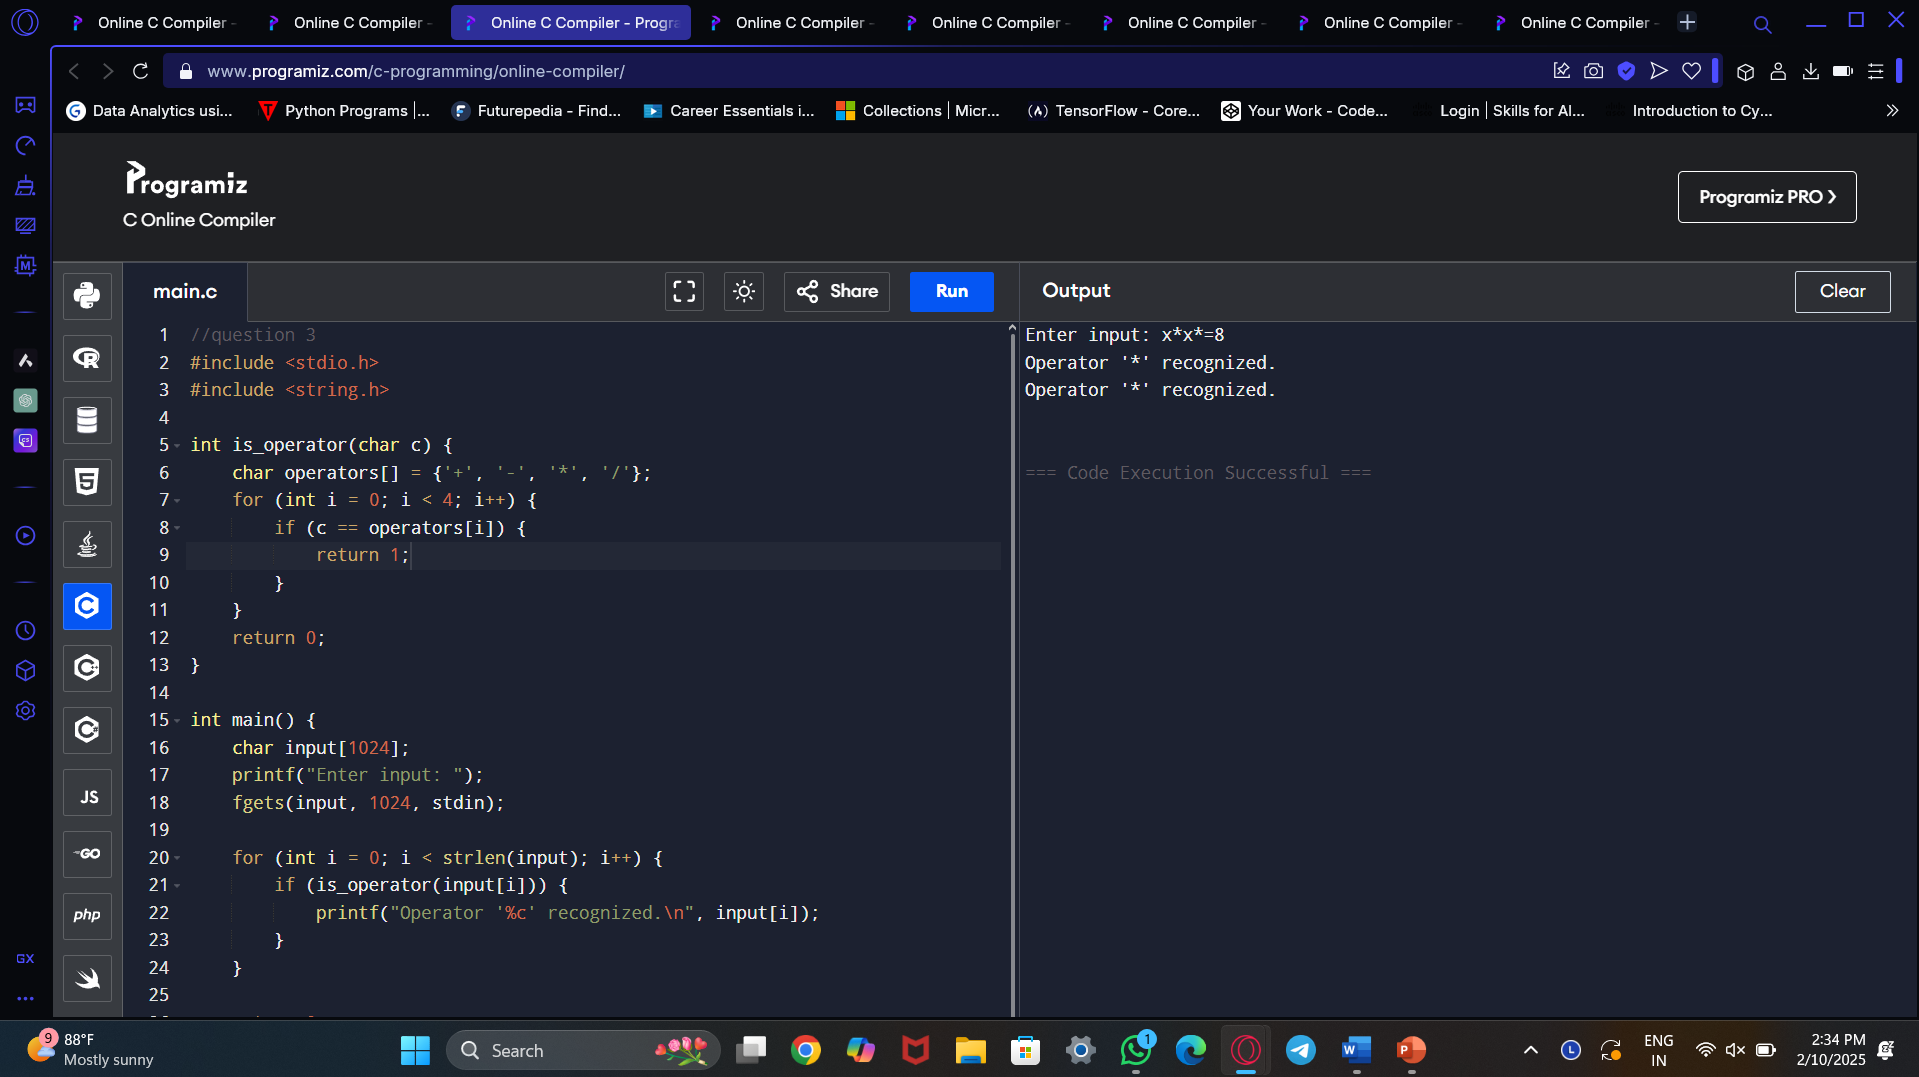 Online C Compiler -
Online C Compiler -
Online C Compiler - Progra
Online C Compiler -
Online C Compiler -
Online C Compiler -
Online C Compiler -
Online C Compiler -
www.programiz.com/c-programming/online-compiler/
Data Analytics usi...
Python Programs |...
Futurepedia - Find...
Career Essentials i...
Collections | Micr...
TensorFlow - Core...
Your Work - Code...
Login | Skills for Al...
Introduction to Cy...
Programiz
C Online Compiler
Programiz PRO
main.c
Share
Run
Output
Clear
1 //question 3
2 #include <stdio.h>
3 #include <string.h>
4
5 int is_operator(char c) {
6 char operators[] = {'+', '-', '*', '/'};
7 for (int i = 0; i < 4; i++) {
8 if (c == operators[i]) {
9 return 1;
10 }
11 }
12 return 0;
13 }
14
15 int main() {
16 char input[1024];
17 printf("Enter input: ");
18 fgets(input, 1024, stdin);
19
20 for (int i = 0; i < strlen(input); i++) {
21 if (is_operator(input[i])) {
22 printf("Operator '%c' recognized.\n", input[i]);
23 }
24 }
25
Enter input: x*x*=8
Operator '*' recognized.
Operator '*' recognized.
=== Code Execution Successful ===
M
R
5
C
JS
GO
php
GX
9
88°F
Mostly sunny
Search
1
W
P
L
ENG
IN
2:34 PM
2/10/2025